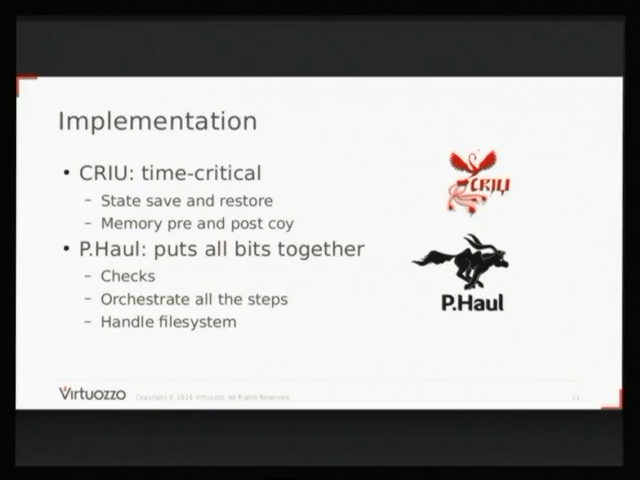 Implementation
• CRIU: time-critical
– State save and restore
– Memory pre and post coy
• P.Haul: puts all bits together
– Checks
– Orchestrate all the steps
– Handle filesystem
CRIU
P.Haul
Virtuozzo
Copyright © 2016 Virtuozzo. All Rights Reserved.
21